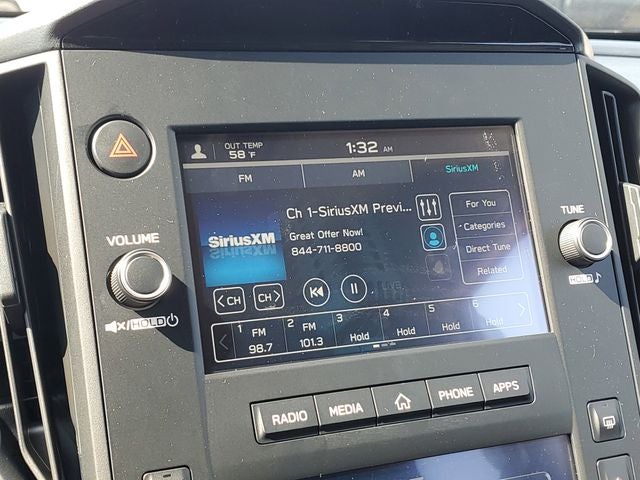 OUT TEMP
58°F
1:32 AM
FM
AM
SiriusXM
Ch 1-SiriusXM Previ...
Great Offer Now!
844-711-8800
SiriusXM
For You
Categories
Direct Tune
Related
VOLUME
TUNE
HOLD
HOLD
< CH
CH >
1 FM 98.7
2 FM 101.3
3 Hold
4 Hold
5 Hold
6 Hold
RADIO
MEDIA
PHONE
APPS